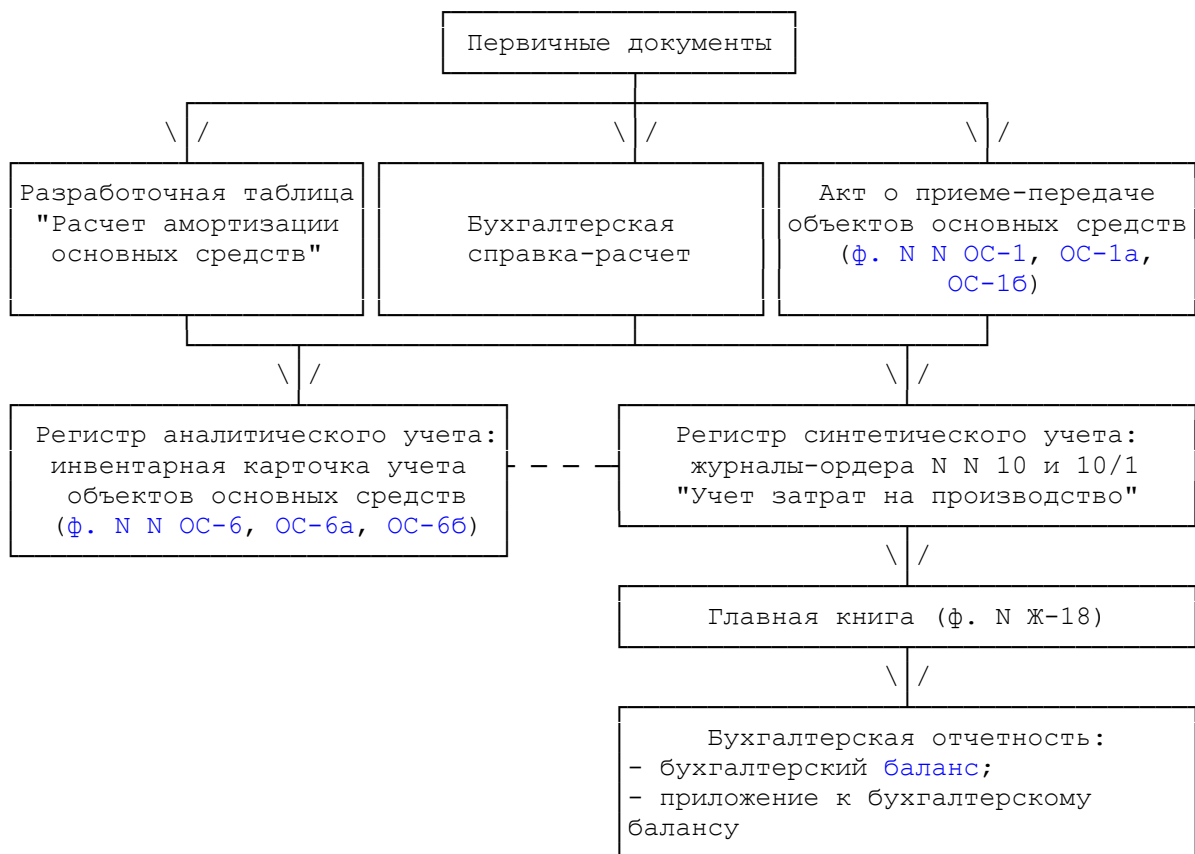 Первичные документы
Разработочная таблица
"Расчет амортизации
основных средств"
Бухгалтерская
справка-расчет
Акт о приеме-передаче
объектов основных средств
(ф. N N ОС-1, ОС-1а,
ОС-1б)
Регистр аналитического учета:
инвентарная карточка учета
объектов основных средств
(ф. N N ОС-6, ОС-6а, ОС-6б)
Регистр синтетического учета:
журналы-ордера N N 10 и 10/1
"Учет затрат на производство"
Главная книга (ф. N Ж-18)
Бухгалтерская отчетность:
- бухгалтерский баланс;
- приложение к бухгалтерскому
балансу